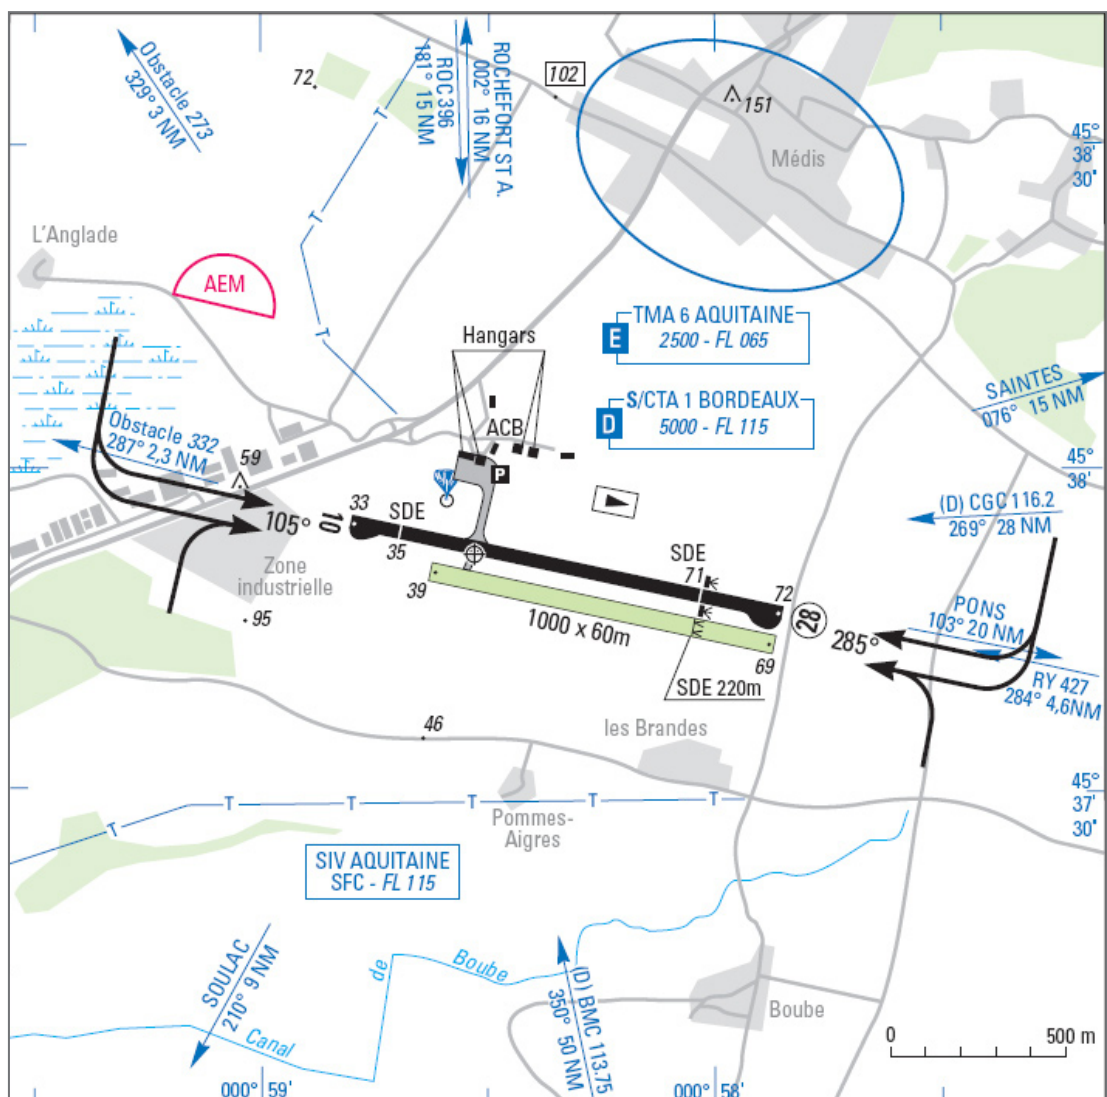 Obstacle 273
329° 3 NM
72
ROCHEFORT ST A.
002° 16 NM
ROC 396
181° 15 NM
102
151
Médis
45°
38'
30"
L'Anglade
AEM
T
T
T
Hangars
ACB
E
TMA 6 AQUITAINE
2500 - FL 065
D
S/CTA 1 BORDEAUX
5000 - FL 115
SAINTES
076° 15 NM
45°
38'
Obstacle 332
287° 2,3 NM
59
P
(D) CGC 116.2
269° 28 NM
105°
10
33
SDE
35
39
Zone
industrielle
95
SDE
71
72
28
285°
1000 x 60m
69
SDE 220m
PONS
103° 20 NM
RY 427
284° 4,6NM
46
les Brandes
45°
37'
30"
T
T
T
T
T
T
Pommes-
Aigres
SIV AQUITAINE
SFC - FL 115
SOULAC
210° 9 NM
Canal
de
Boube
(D) BMC 113.75
350° 50 NM
Boube
0
500 m
000° 59'
000° 58'